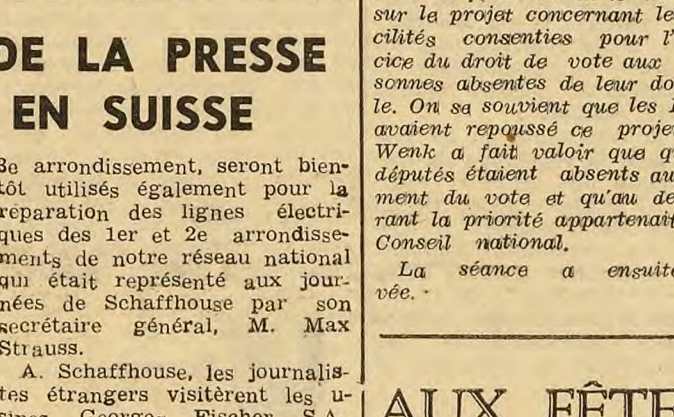 DE LA PRESSE
EN SUISSE
3e arrondissement, seront bien-
tôt utilisés également pour la
réparation des lignes électri-
ques des 1er et 2e arrondisse-
ments de notre réseau national
qui était représenté aux jour-
nées de Schaffhouse par son
secrétaire général, M. Max
Strauss.
A. Schaffhouse, les journalis-
tes étrangers visitèrent les u-
sines Georges Fischer S.A.
sur le projet concernant le
cilités consenties pour l'
cice du droit de vote aux
sonnes absentes de leur do
le. On se souvient que les
avaient repoussé ce proje
Wenk a fait valoir que q
députés étaient absents au
ment du vote et qu'au de
rant la priorité appartenait
Conseil national.
La séance a ensuite
vée.
AUX FÊTE